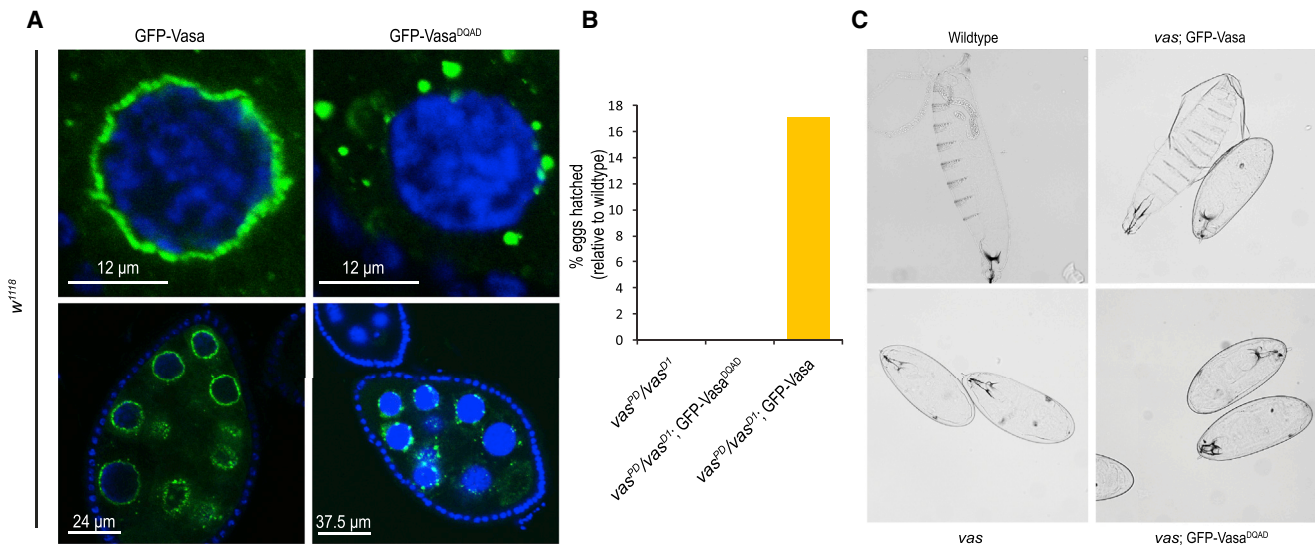 A
GFP-Vasa
GFP-Vasa^DQAD
w^1118
12 µm
12 µm
24 µm
37.5 µm
B
% eggs hatched
(relative to wildtype)
18
16
14
12
10
8
6
4
2
0
vas^PD/vas^D1
vas^PD/vas^D1; GFP-Vasa^DQAD
vas^PD/vas^D1; GFP-Vasa
C
Wildtype
vas; GFP-Vasa
vas
vas; GFP-Vasa^DQAD